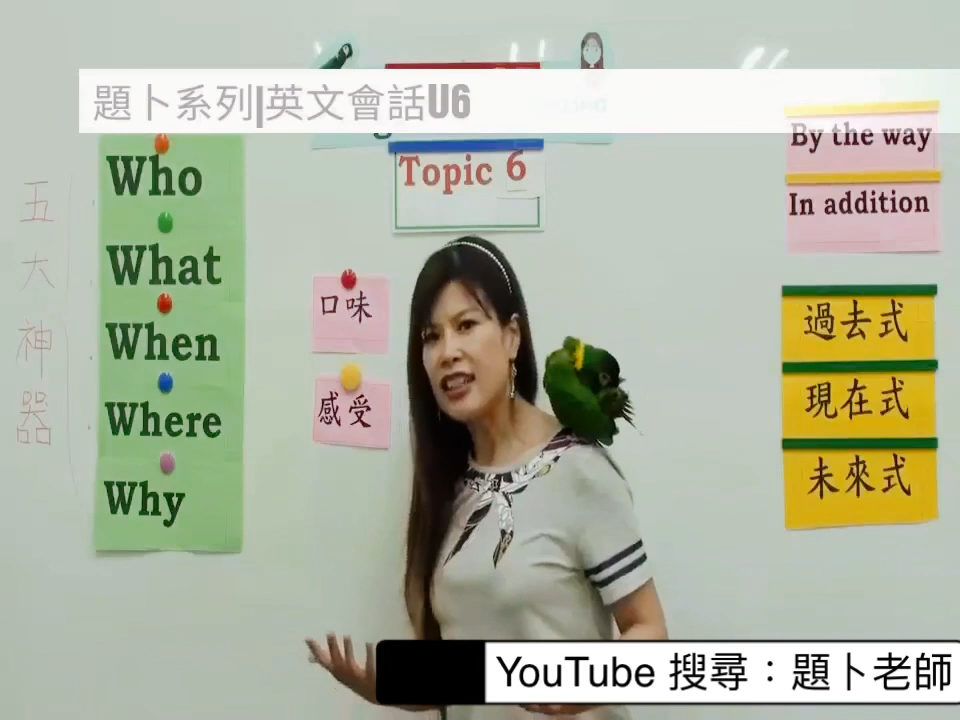 題卜系列|英文會話U6
Topic 6
五大神器
Who
What
When
Where
Why
口味
感受
By the way
In addition
過去式
現在式
未來式
YouTube 搜尋：題卜老師